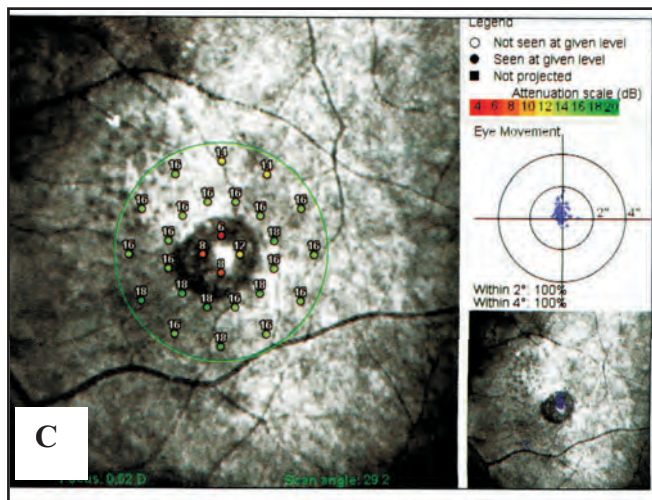 Legend
Not seen at given level
Seen at given level
Not projected
Attenuation scale (dB)
4 6 8 10 12 14 16 18 20
Eye Movement
2° 4°
Within 2°: 100%
Within 4°: 100%
14
16 14
16 16
16 16
16 16
6
16 18
16 8 12 16
16 8 16
18 18 18 16
18 16
16 16
18
C
Scan angle: 29.2